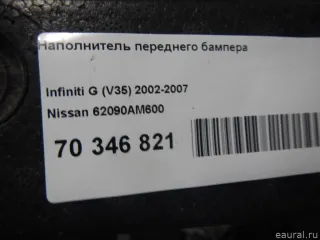 Наполнитель переднего бампера
Infiniti G (V35) 2002-2007
Nissan 62090AM600
70 346 821
eaural.ru